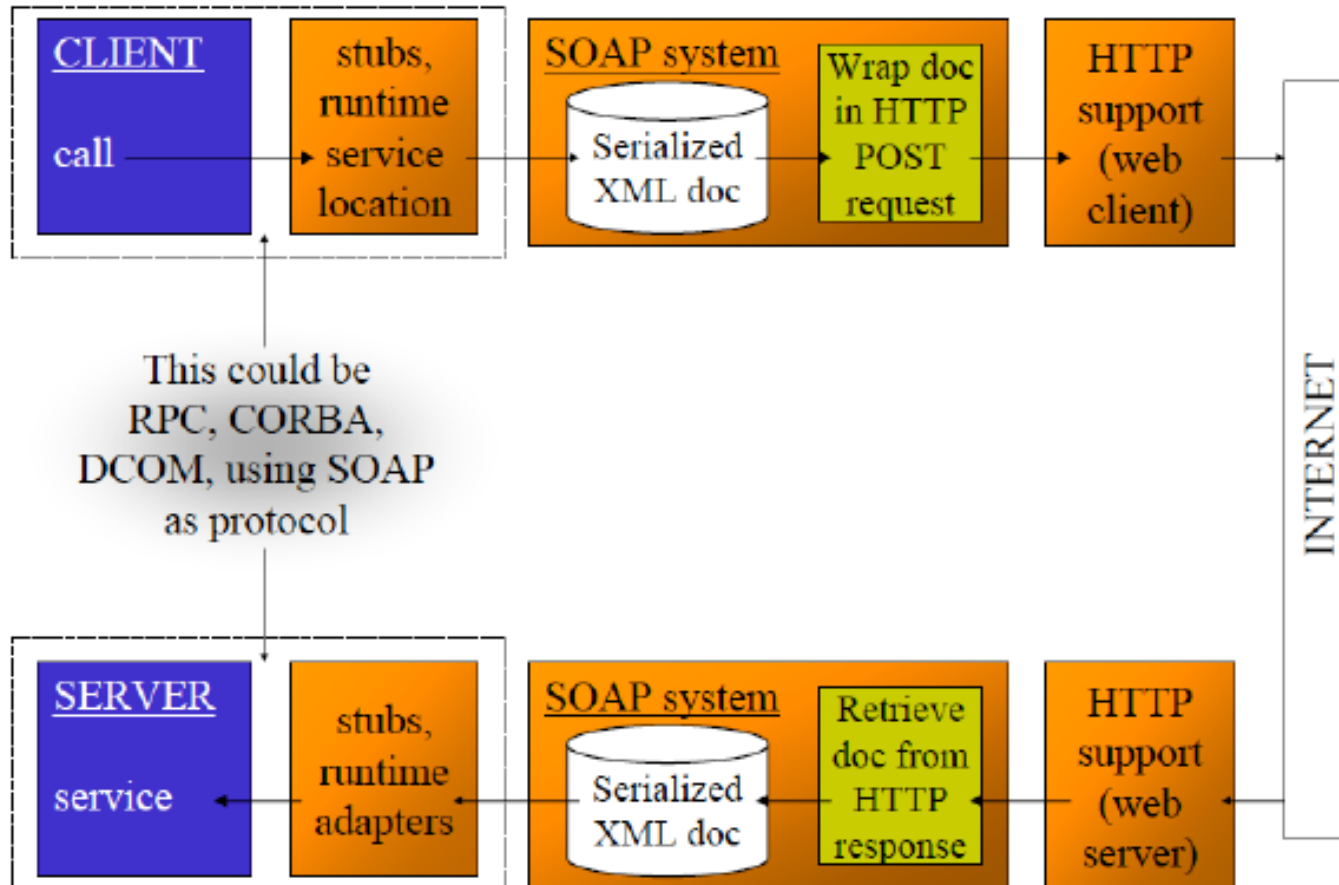 CLIENT
call
stubs,
runtime
service
location
SOAP system
Serialized
XML doc
Wrap doc
in HTTP
POST
request
HTTP
support
(web
client)
INTERNET
This could be
RPC, CORBA,
DCOM, using SOAP
as protocol
SERVER
service
stubs,
runtime
adapters
SOAP system
Serialized
XML doc
Retrieve
doc from
HTTP
response
HTTP
support
(web
server)